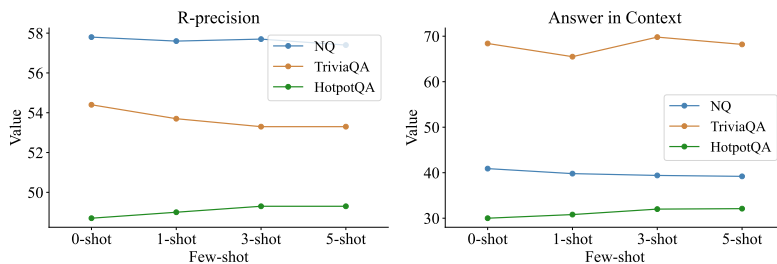 R-precision
58
56
54
52
50
Value
0-shot
1-shot
3-shot
5-shot
Few-shot
NQ
TriviaQA
HotpotQA
Answer in Context
70
60
50
40
30
Value
0-shot
1-shot
3-shot
5-shot
Few-shot
NQ
TriviaQA
HotpotQA